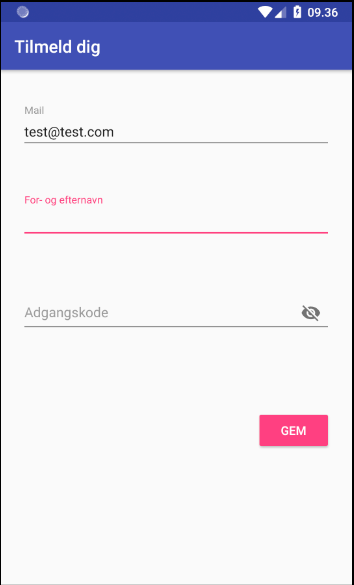 09.36
Tilmeld dig
Mail
test@test.com
For- og efternavn
Adgangskode
GEM